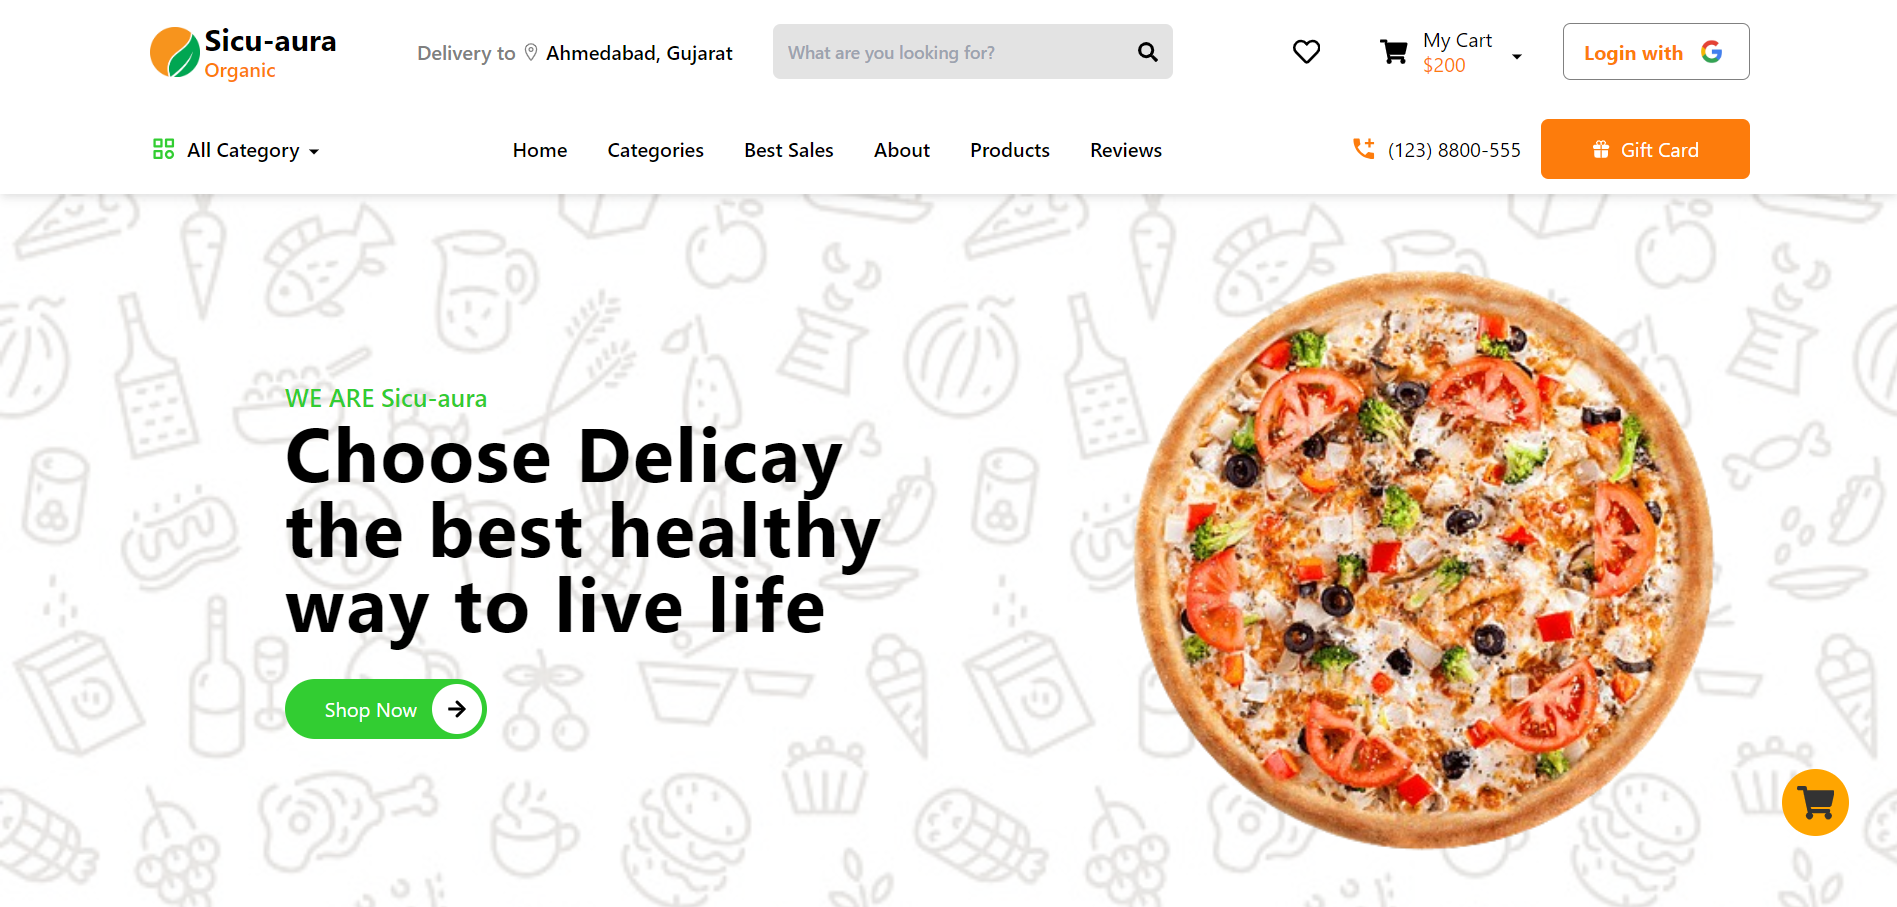 Sicu-aura
Organic
Delivery to Ahmedabad, Gujarat
What are you looking for?
My Cart
$200
Login with
All Category
Home
Categories
Best Sales
About
Products
Reviews
(123) 8800-555
Gift Card
WE ARE Sicu-aura
Choose Delicay
the best healthy
way to live life
Shop Now